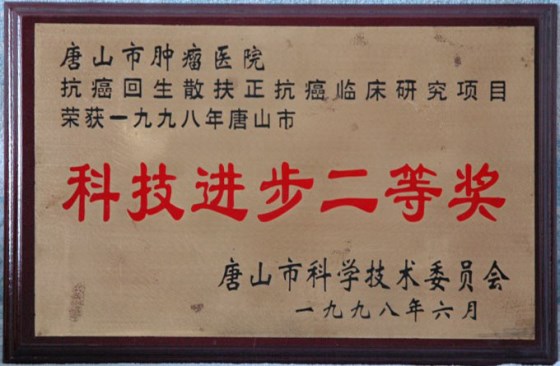 唐山市肿瘤医院
抗癌回生散扶正抗癌临床研究项目
荣获一九九八年唐山市
科技进步二等奖
唐山市科学技术委员会
一九九八年六月